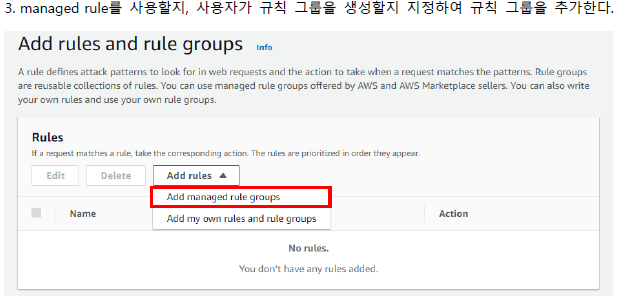 3. managed rule를 사용할지, 사용자가 규칙 그룹을 생성할지 지정하여 규칙 그룹을 추가한다.
Add rules and rule groups Info
A rule defines attack patterns to look for in web requests and the action to take when a request matches the patterns. Rule groups
are reusable collections of rules. You can use managed rule groups offered by AWS and AWS Marketplace sellers. You can also write
your own rules and use your own rule groups.
Rules
If a request matches a rule, take the corresponding action. The rules are prioritized in order they appear.
Edit Delete Add rules
Add managed rule groups
Add my own rules and rule groups
Name Action
No rules.
You don't have any rules added.